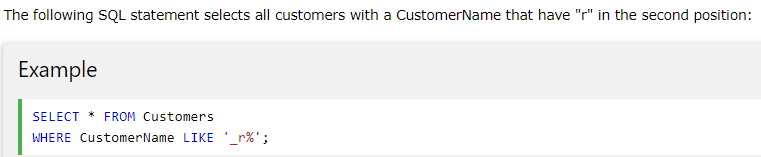 The following SQL statement selects all customers with a CustomerName that have "r" in the second position:
Example
SELECT * FROM Customers
WHERE CustomerName LIKE '_r%';